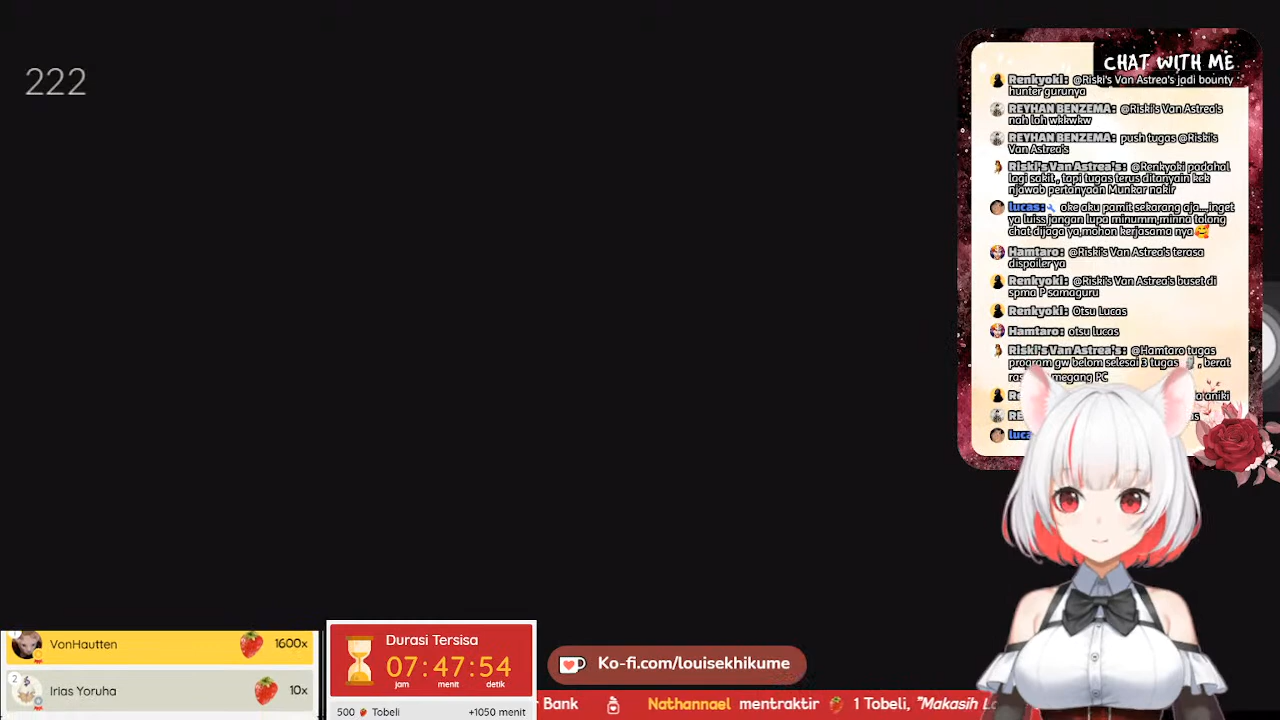 222
CHAT WITH ME
Renkyoki: @Riski's Van Astrea's jadi bounty
hunter gurunya
REYHAN BENZEMA: @Riski's Van Astrea's
nah loh wkkwkw
REYHAN BENZEMA: push tugas @Riski's
Van Astrea's
Riski's Van Astrea's: @Renkyoki padahal
lagi sakit , tapi tugas terus ditanyain kek
njawab pertanyaan Munkar nakir
lucas: oke aku pamit sekarang aja....inget
ya luiss jangan lupa minumm,minna tolong
chat dijaga ya,mohon kerjasama nya
Hamtaro: @Riski's Van Astrea's terasa
dispoiler ya
Renkyoki: @Riski's Van Astrea's buset di
spma P samaguru
Renkyoki: Otsu Lucas
Hamtaro: otsu lucas
Riski's Van Astrea's: @Hamtaro tugas
program gw belom selesai 3 tugas , berat
megang PC
aniki
VonHautten 1600x
2 Irias Yoruha 10x
Durasi Tersisa
07:47:54
jam menit detik
500 Tobeli +1050 menit
Ko-fi.com/louisekhikume
Bank Nathannael mentraktir 1 Tobeli, "Makasih